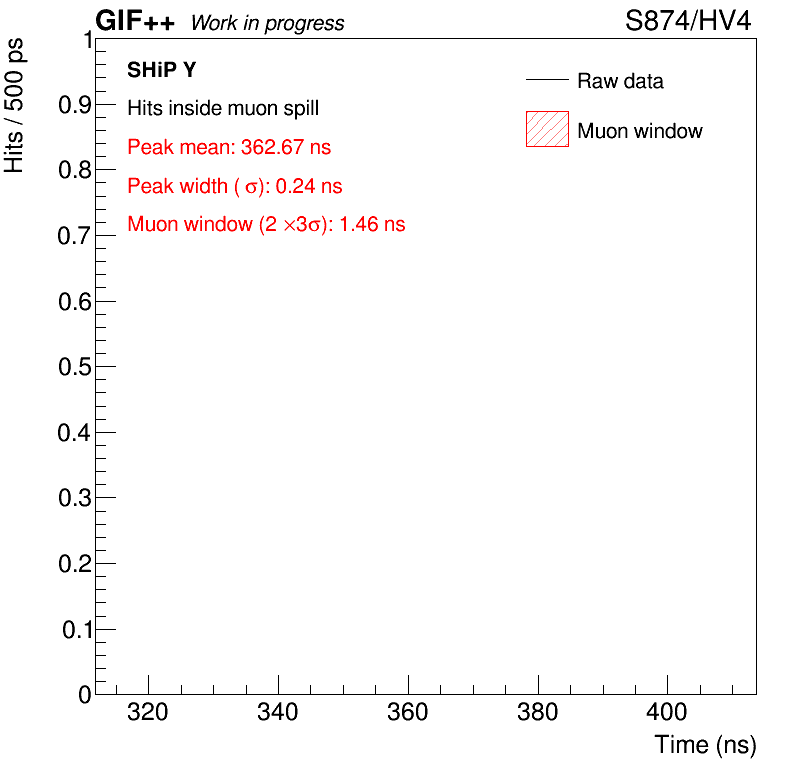 GIF++ Work in progress S874/HV4
Hits / 500 ps
SHiP Y
Hits inside muon spill
Peak mean: 362.67 ns
Peak width ( σ): 0.24 ns
Muon window (2 ×3σ): 1.46 ns
Raw data
Muon window
1
0.9
0.8
0.7
0.6
0.5
0.4
0.3
0.2
0.1
0
320 340 360 380 400
Time (ns)